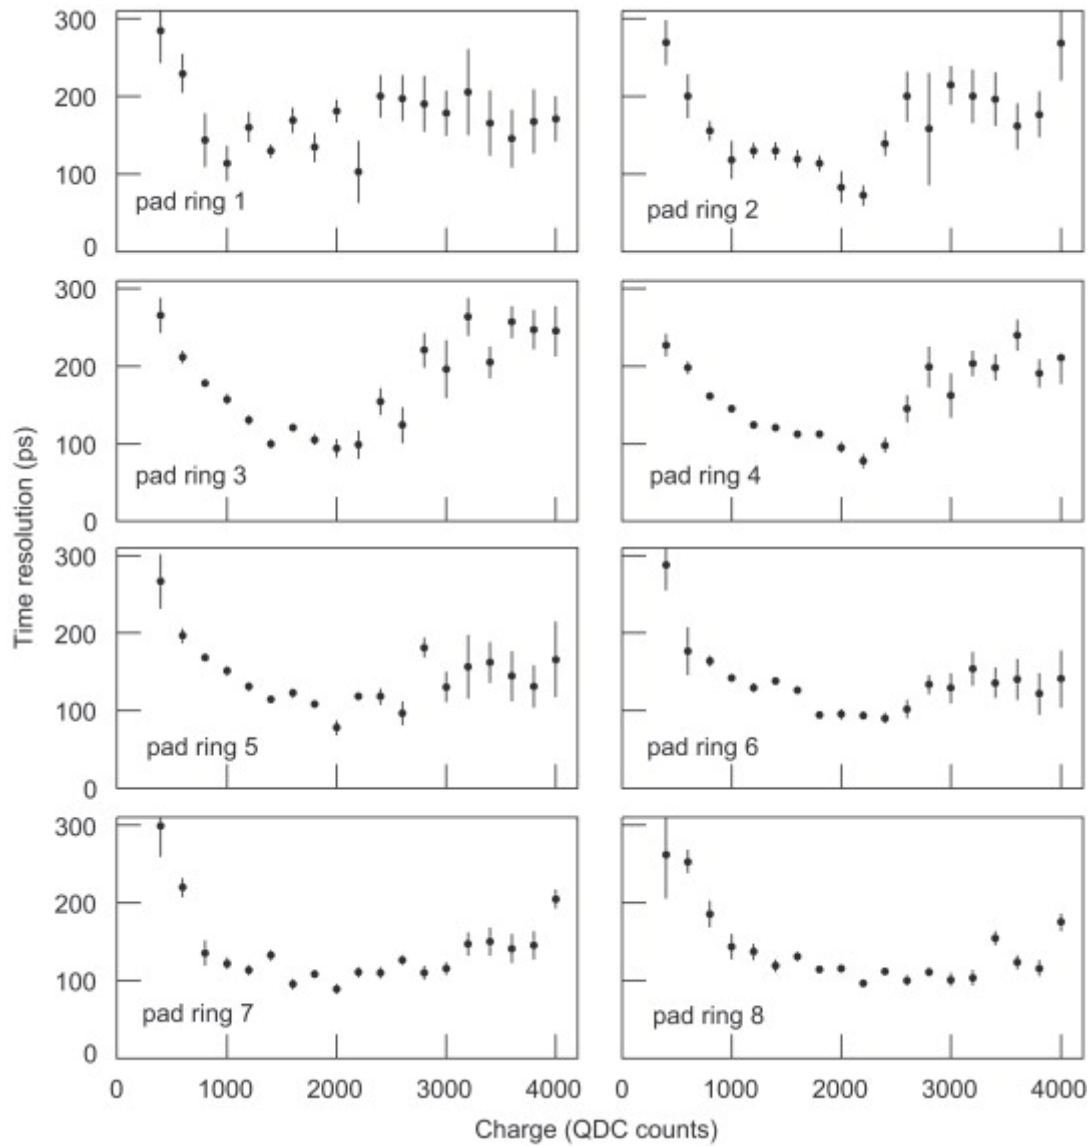 300
200
100
0
pad ring 1
pad ring 2
300
200
100
0
pad ring 3
pad ring 4
Time resolution (ps)
300
200
100
0
pad ring 5
pad ring 6
300
200
100
0
pad ring 7
pad ring 8
0 1000 2000 3000 4000 0 1000 2000 3000 4000
Charge (QDC counts)